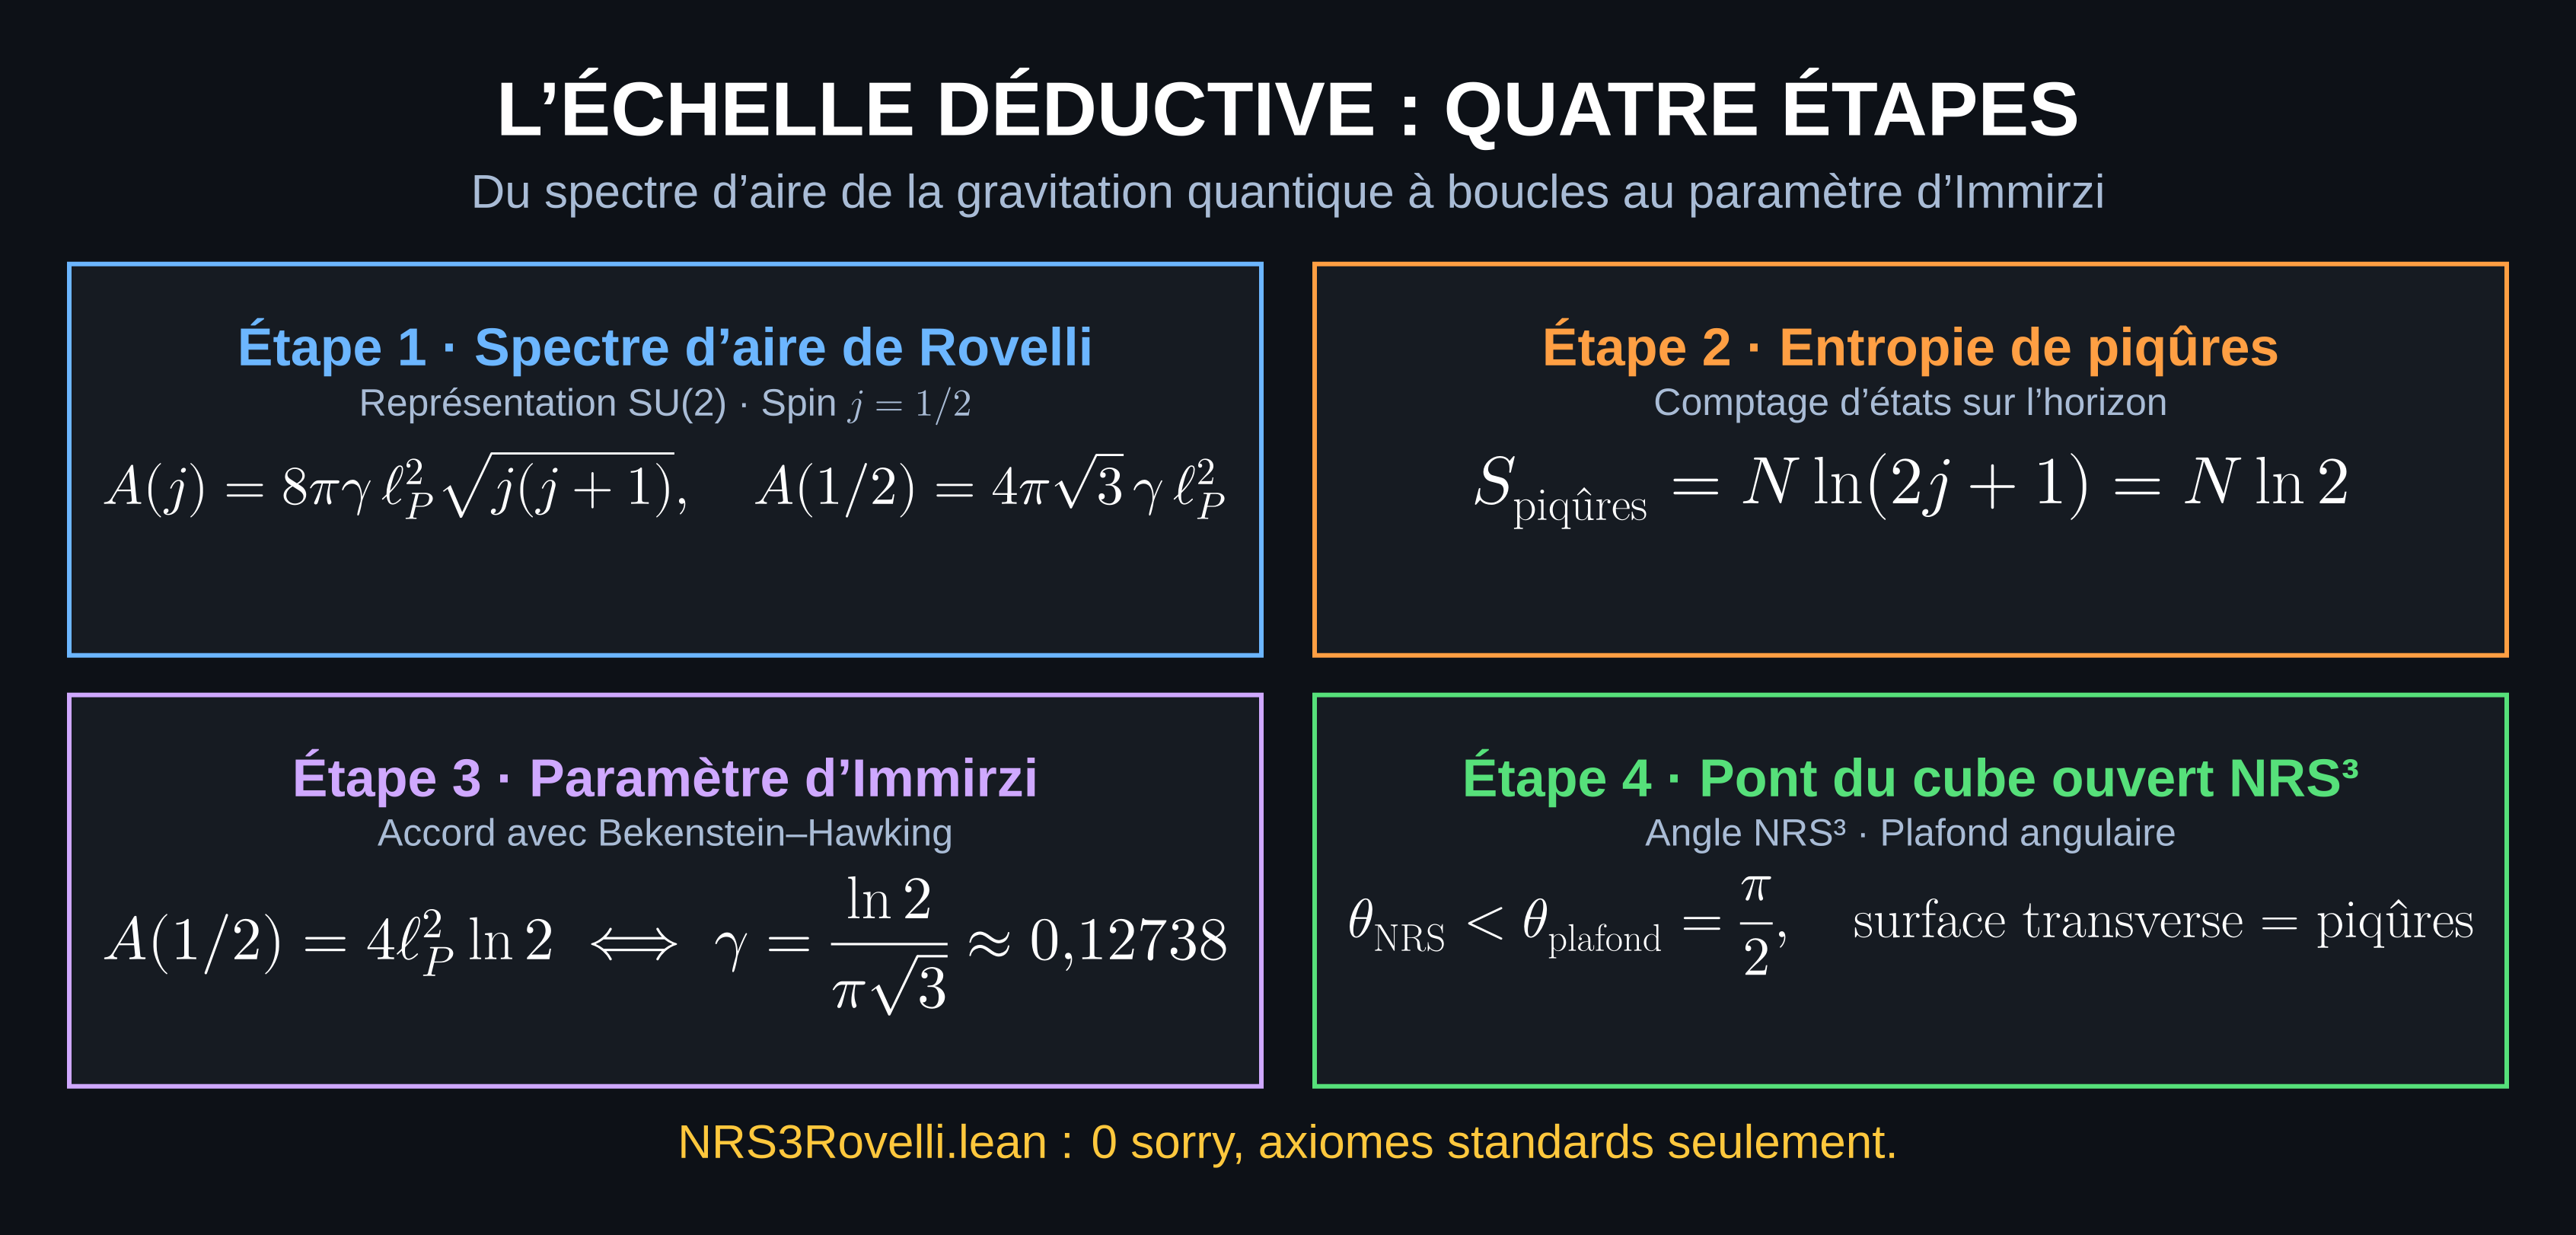 L’ÉCHELLE DÉDUCTIVE : QUATRE ÉTAPES
Du spectre d’aire de la gravitation quantique à boucles au paramètre d’Immirzi
Étape 1 · Spectre d’aire de Rovelli
Représentation SU(2) · Spin j = 1/2
A(j) = 8πγ ℓ_P^2 √(j(j + 1)), A(1/2) = 4π√3 γ ℓ_P^2
Étape 2 · Entropie de piqûres
Comptage d’états sur l’horizon
S_piqûres = N ln(2j + 1) = N ln 2
Étape 3 · Paramètre d’Immirzi
Accord avec Bekenstein–Hawking
A(1/2) = 4ℓ_P^2 ln 2 ⟺ γ = ln 2 / π√3 ≈ 0,12738
Étape 4 · Pont du cube ouvert NRS³
Angle NRS³ · Plafond angulaire
θ_NRS < θ_plafond = π/2, surface transverse = piqûres
NRS3Rovelli.lean : 0 sorry, axiomes standards seulement.